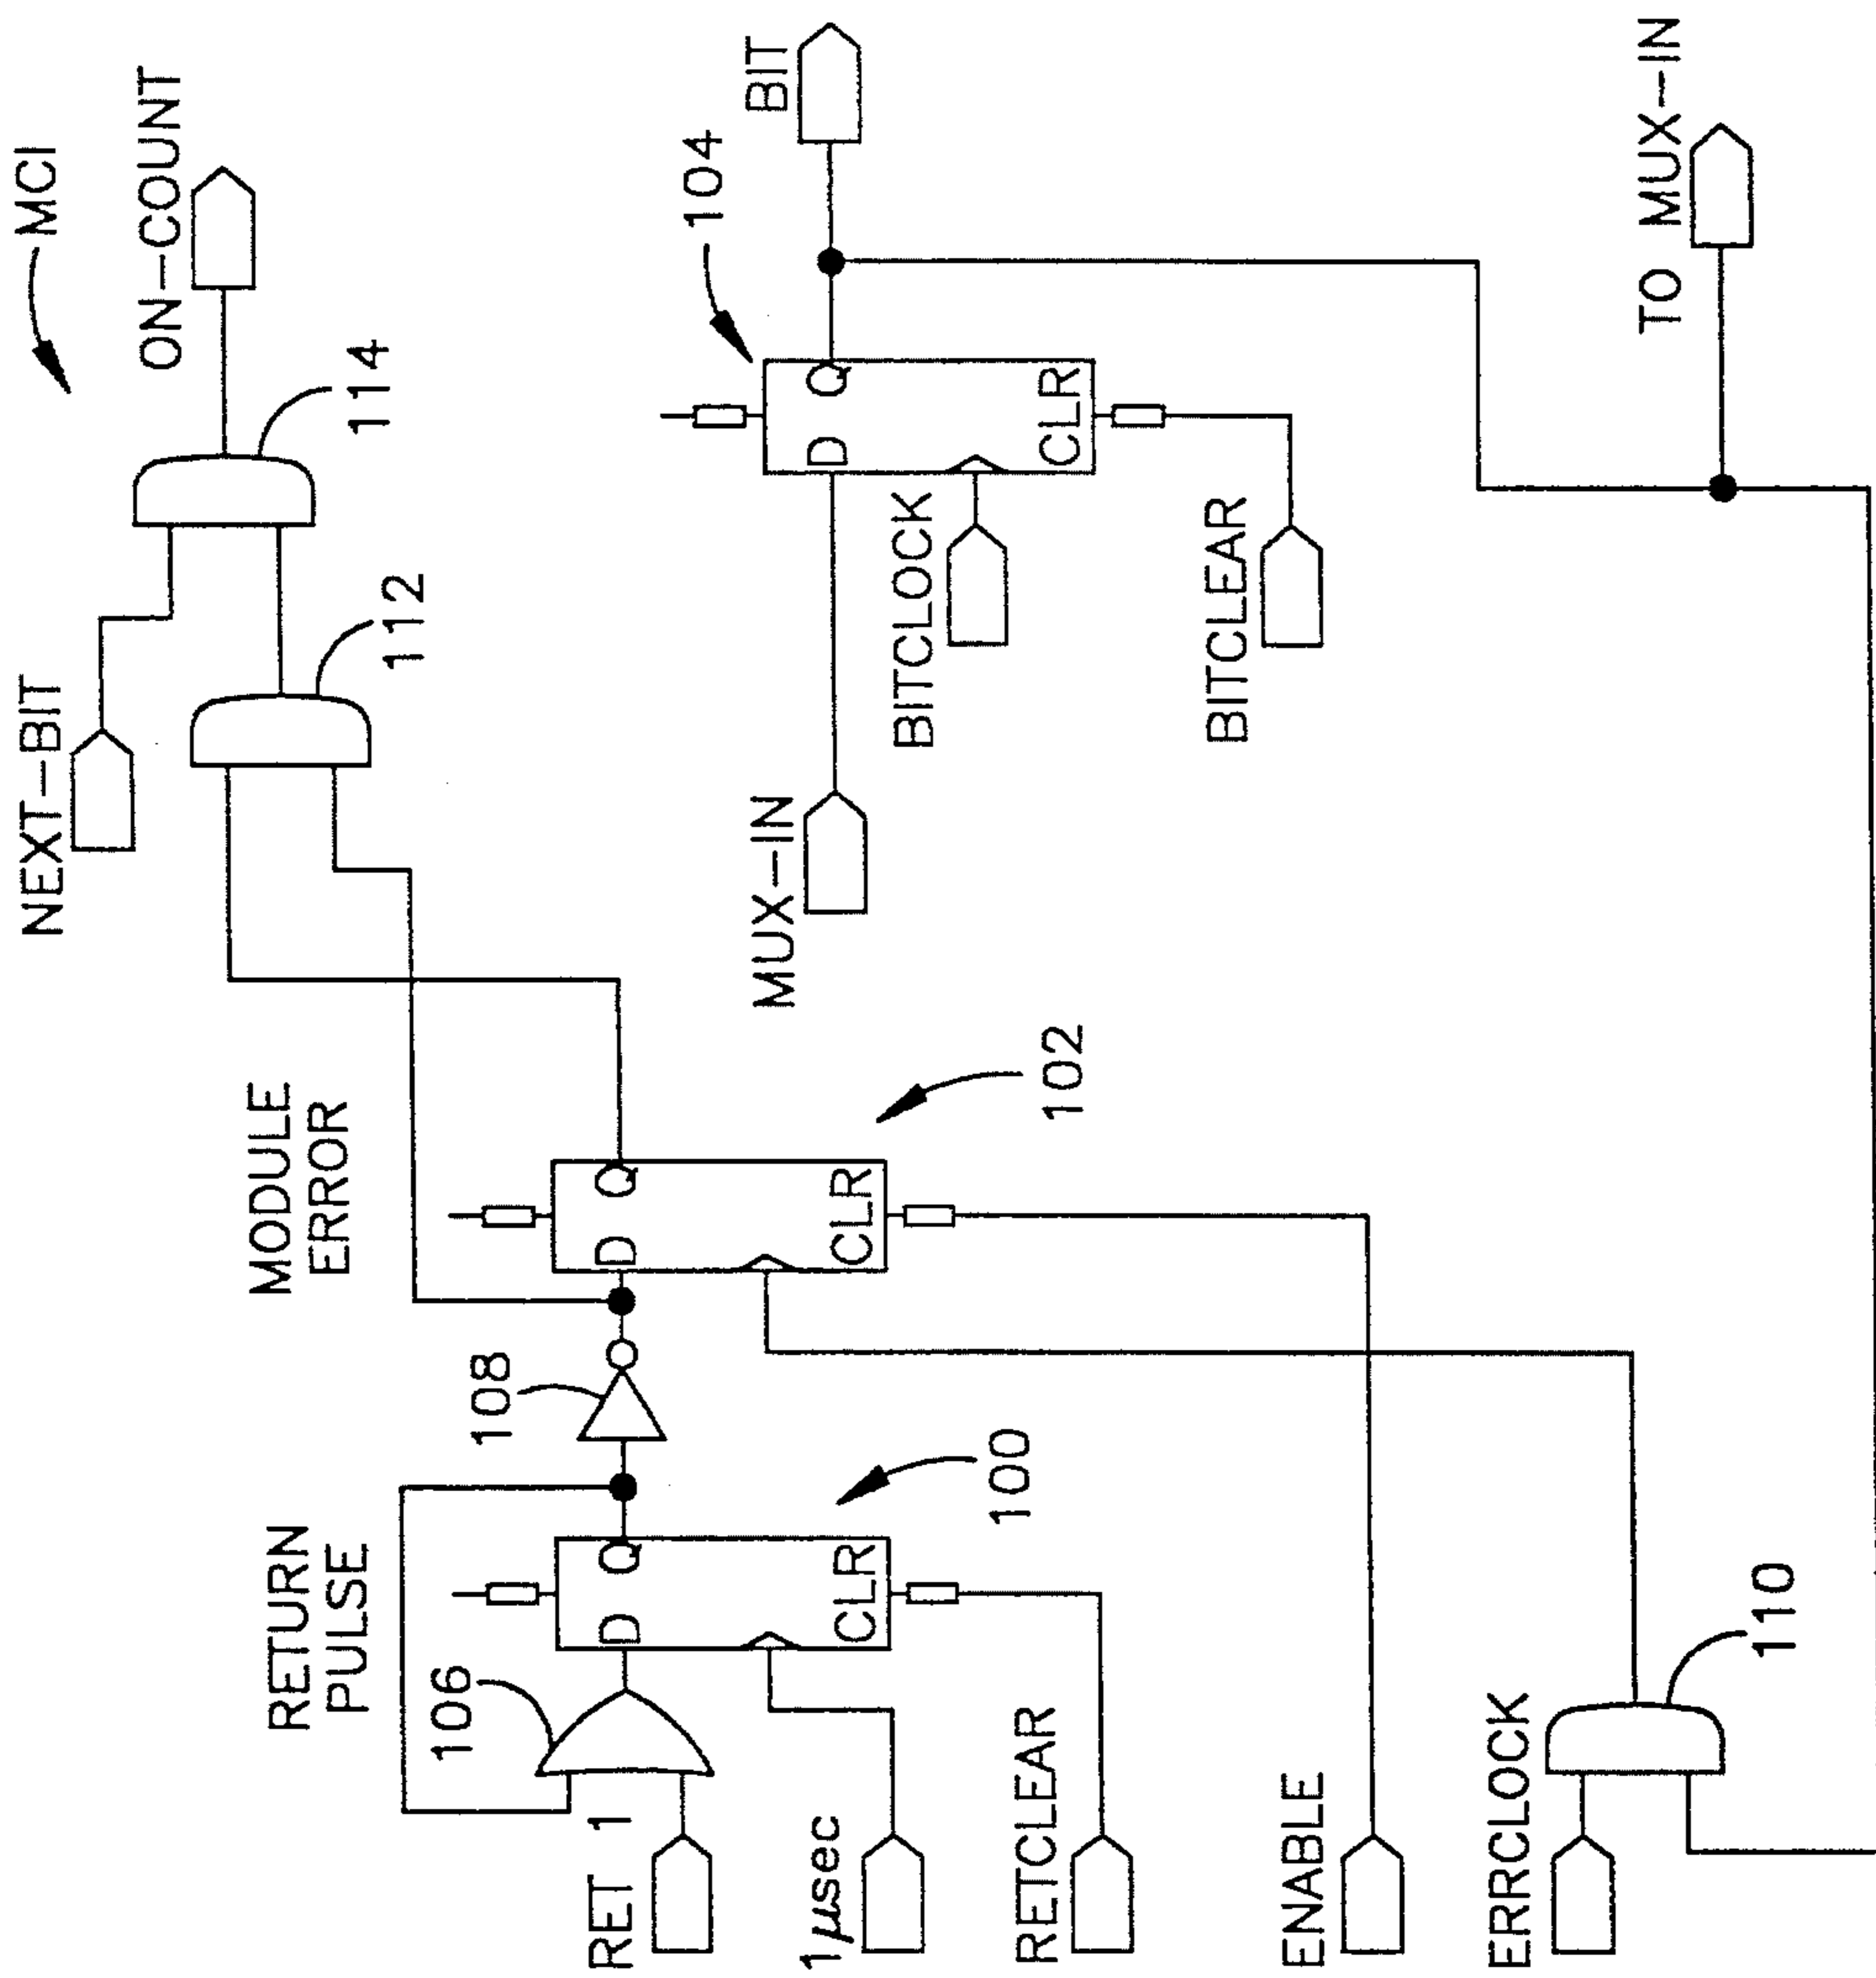 MCI
NEXT-BIT
ON-COUNT
114
112
MODULE
ERROR
RETURN
PULSE
108
106
D Q
CLR
100
D Q
CLR
102
MUX-IN
BITCLOCK
BITCLEAR
D Q
CLR
104
BIT
RET 1
1μsec
RETCLEAR
ENABLE
ERRCLOCK
110
TO MUX-IN